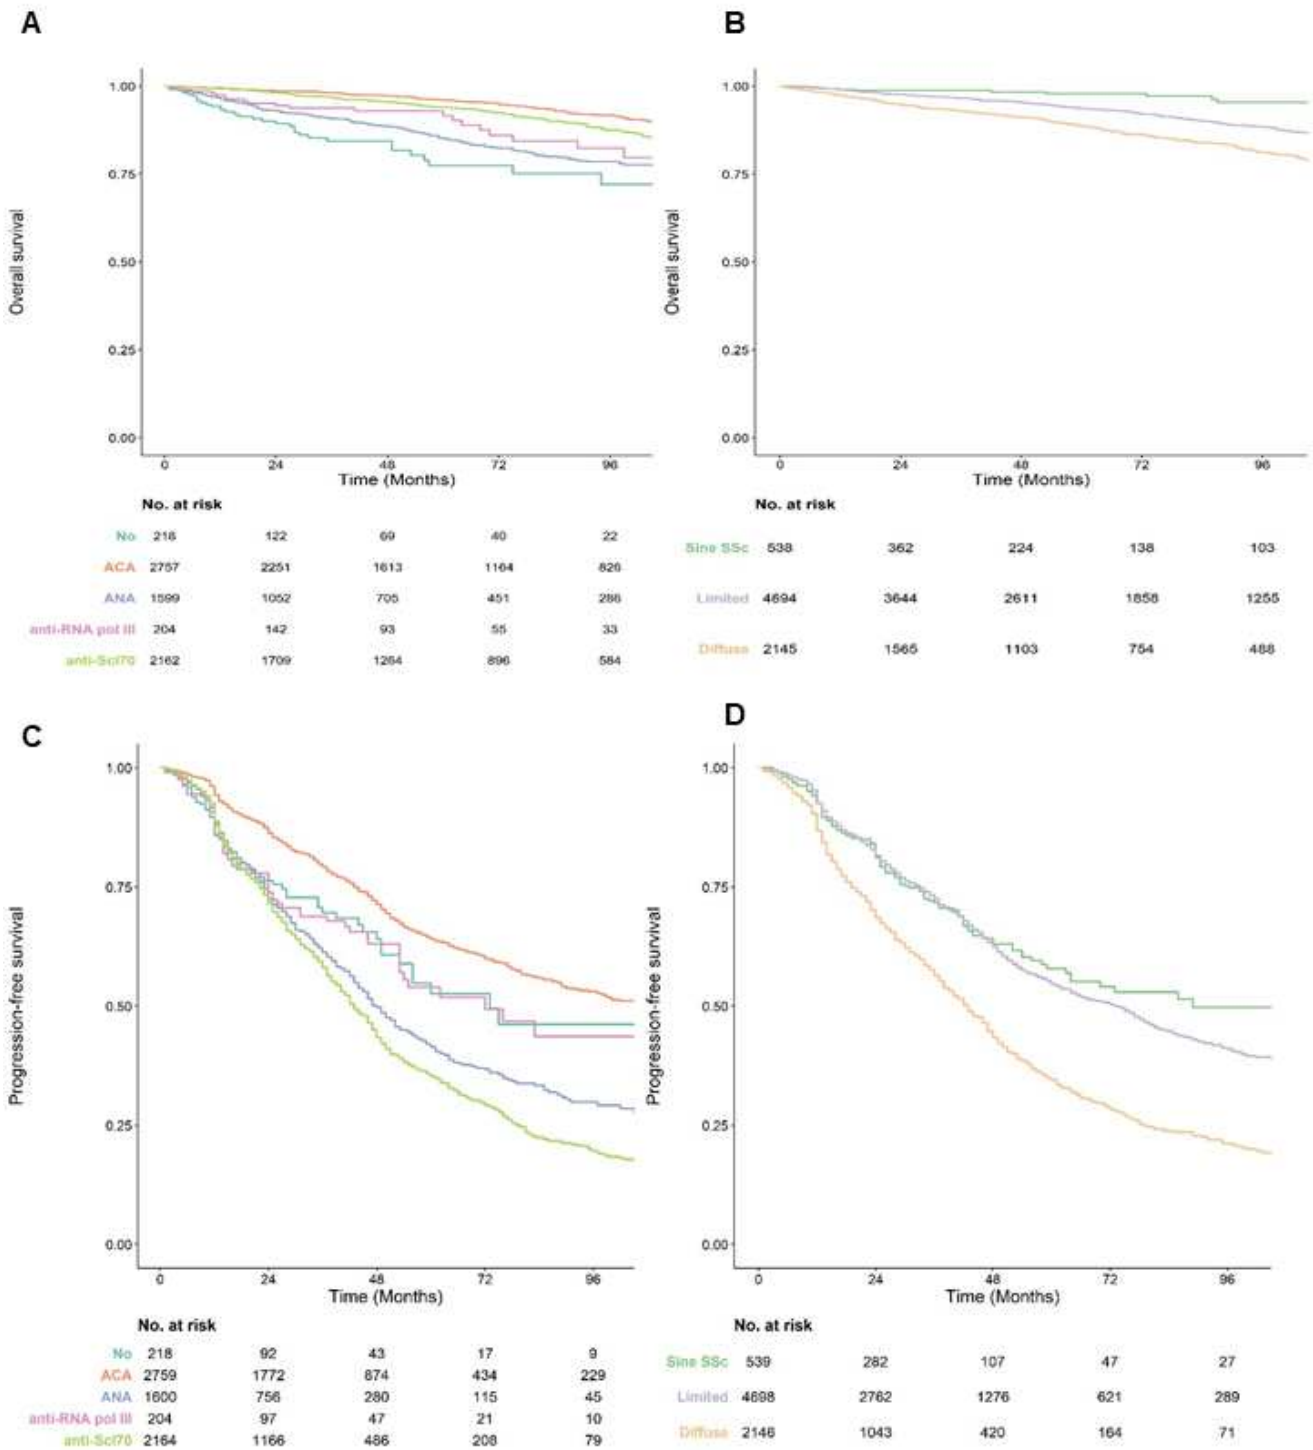 A
B
1.00
0.75
0.50
0.25
0.00
Overall survival
0 24 48 72 96
Time (Months)
No. at risk
No 218 122 69 40 22
ACA 2757 2251 1613 1164 826
ANA 1599 1052 705 451 286
anti-RNA pol III 204 142 93 55 33
anti-Scl70 2162 1709 1264 896 584
1.00
0.75
0.50
0.25
0.00
Overall survival
0 24 48 72 96
Time (Months)
No. at risk
Sine SSc 538 362 224 138 103
Limited 4694 3644 2611 1858 1255
Diffuse 2145 1565 1103 754 488
C
D
1.00
0.75
0.50
0.25
0.00
Progression-free survival
0 24 48 72 96
Time (Months)
No. at risk
No 218 92 43 17 9
ACA 2759 1772 874 434 229
ANA 1600 756 280 115 45
anti-RNA pol III 204 97 47 21 10
anti-Scl70 2164 1166 486 208 79
1.00
0.75
0.50
0.25
0.00
Progression-free survival
0 24 48 72 96
Time (Months)
No. at risk
Sine SSc 539 282 107 47 27
Limited 4698 2762 1276 621 289
Diffuse 2146 1043 420 164 71